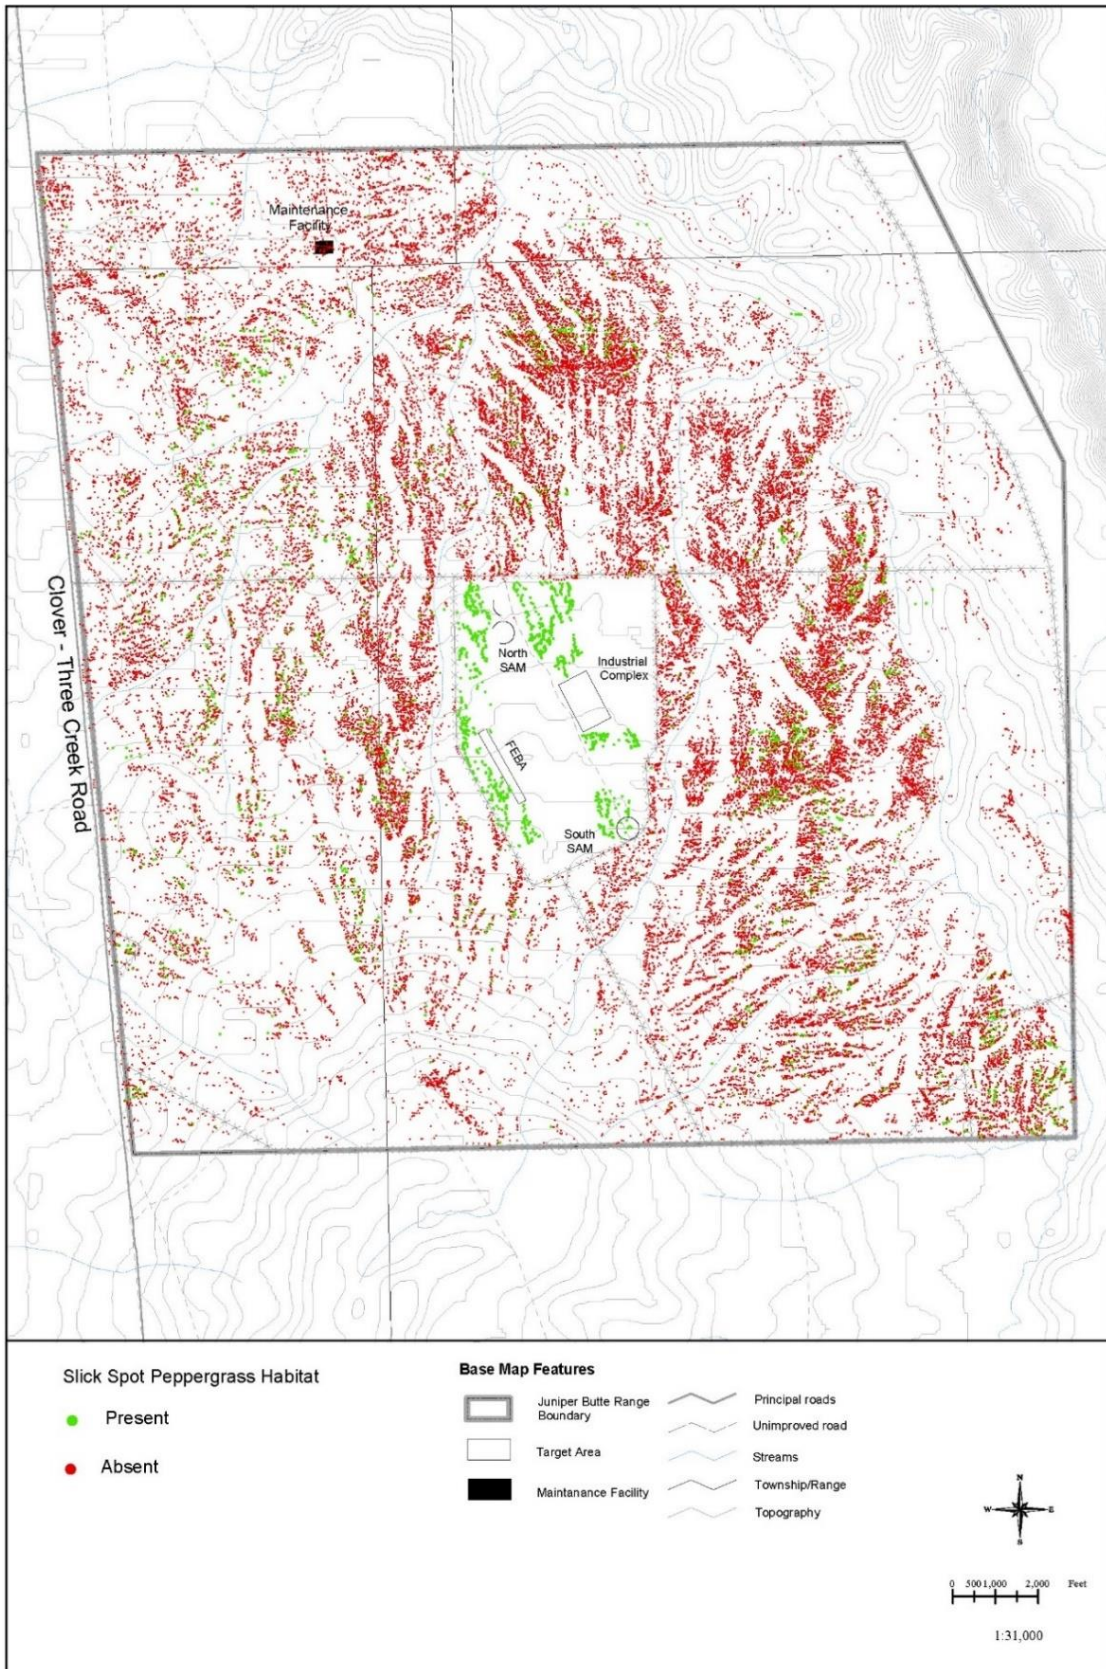 Maintenance
Facility
Clover - Three Creek Road
North
SAM
Industrial
Complex
FEBA
South
SAM
Slick Spot Peppergrass Habitat
Present
Absent
Base Map Features
Juniper Butte Range
Boundary
Target Area
Maintanance Facility
Principal roads
Unimproved road
Streams
Township/Range
Topography
N
W
E
S
0 500 1,000 2,000 Feet
1:31,000